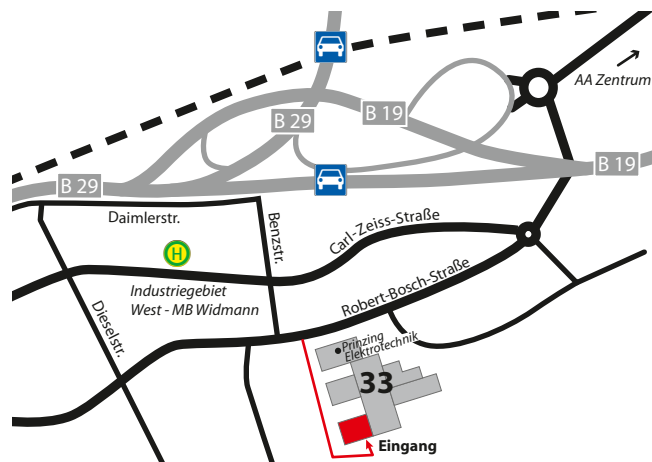 AA Zentrum
B 29
B 19
B 19
B 29
Daimlerstr.
Benzstr.
Carl-Zeiss-Straße
H
Industriegebiet
West - MB Widmann
Robert-Bosch-Straße
Dieselstr.
Prinzing
Elektrotechnik
33
Eingang